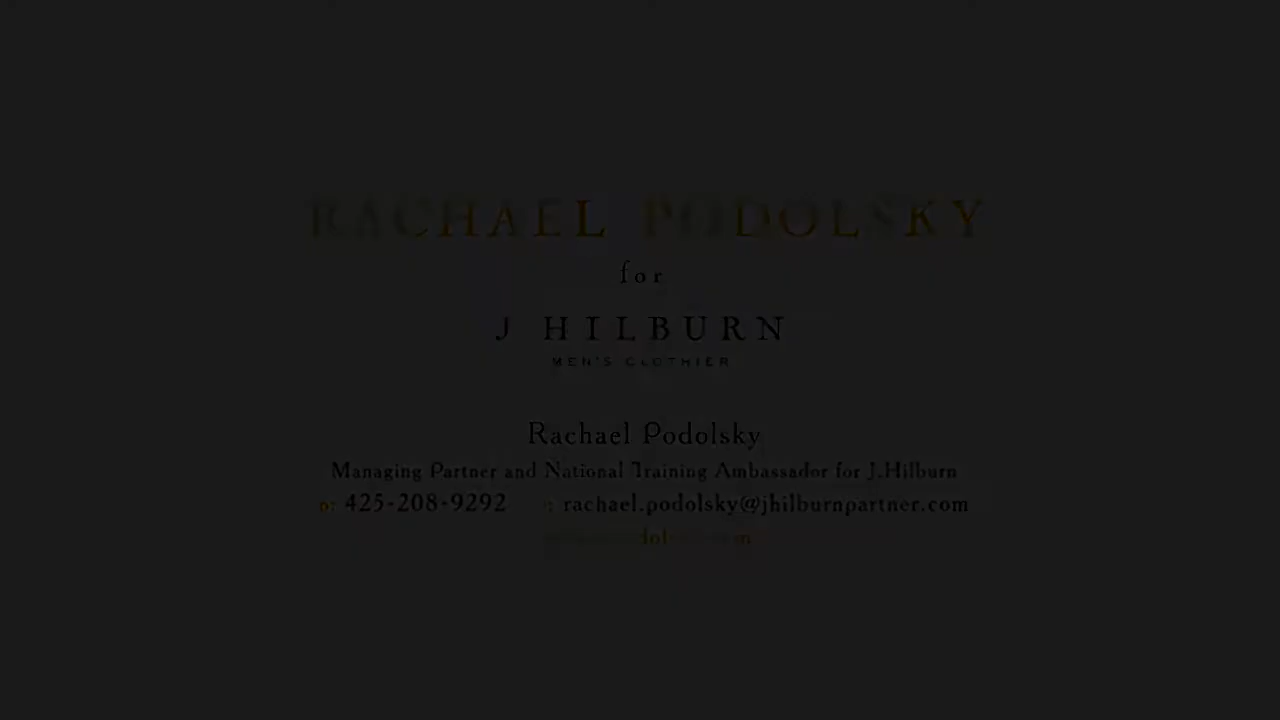 RACHAEL PODOLSKY
for
J HILBURN
MEN'S CLOTHIER
Rachael Podolsky
Managing Partner and National Training Ambassador for J.Hilburn
p: 425-208-9292 e: rachael.podolsky@jhilburnpartner.com